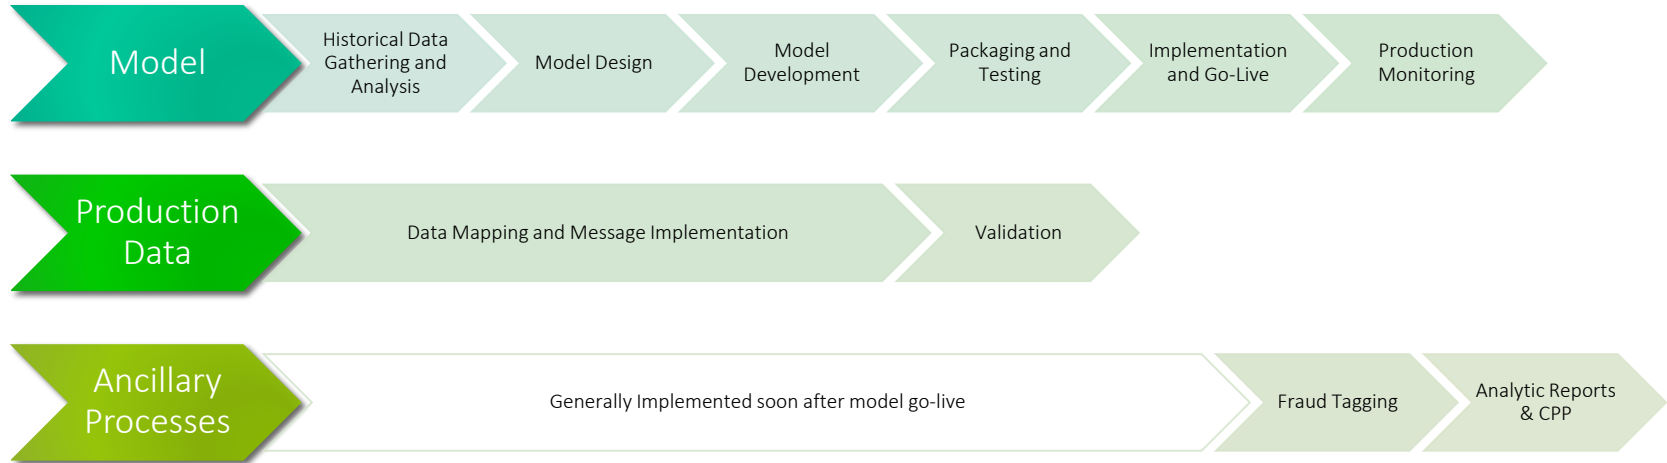 Model
Historical Data
Gathering and
Analysis
Model Design
Model
Development
Packaging and
Testing
Implementation
and Go-Live
Production
Monitoring
Production
Data
Data Mapping and Message Implementation
Validation
Ancillary
Processes
Generally Implemented soon after model go-live
Fraud Tagging
Analytic Reports
& CPP